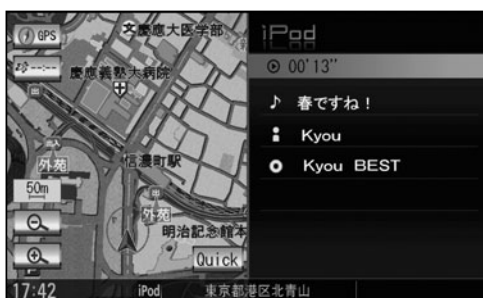 GPS
--:--
文慶應大医学部
慶應義塾大病院
外苑
信濃町駅
50m
外苑
明治記念館本
Quick
17:42
iPod
東京都港区北青山
iPod
00'13''
春ですね！
Kyou
Kyou BEST